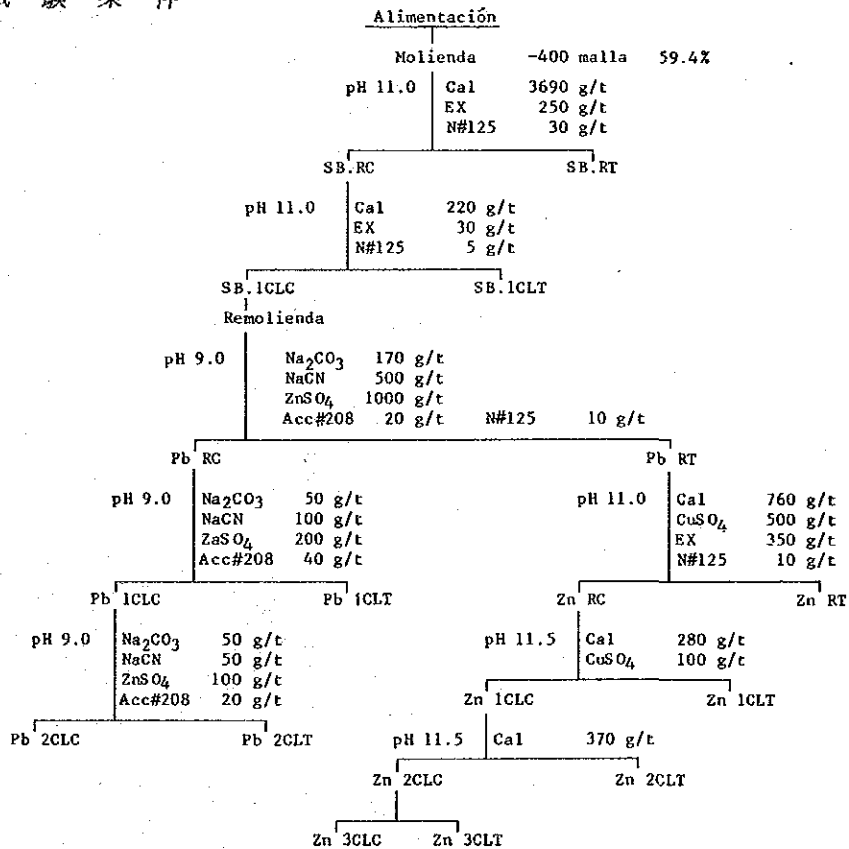 試 験 条 件
Alimentación
Molienda -400 malla 59.4%
pH 11.0 Cal 3690 g/t
EX 250 g/t
N#125 30 g/t
SB.RC SB.RT
pH 11.0 Cal 220 g/t
EX 30 g/t
N#125 5 g/t
SB.1CLC SB.1CLT
Remolienda
pH 9.0 Na₂CO₃ 170 g/t
NaCN 500 g/t
ZnSO₄ 1000 g/t
Acc#208 20 g/t N#125 10 g/t
Pb RC Pb RT
pH 9.0 Na₂CO₃ 50 g/t pH 11.0 Cal 760 g/t
NaCN 100 g/t CuSO₄ 500 g/t
ZaSO₄ 200 g/t EX 350 g/t
Acc#208 40 g/t N#125 10 g/t
Pb 1CLC Pb 1CLT Zn RC Zn RT
pH 9.0 Na₂CO₃ 50 g/t pH 11.5 Cal 280 g/t
NaCN 50 g/t CuSO₄ 100 g/t
ZnSO₄ 100 g/t
Acc#208 20 g/t Zn 1CLC Zn 1CLT
Pb 2CLC Pb 2CLT pH 11.5 Cal 370 g/t
Zn 2CLC Zn 2CLT
Zn 3CLC Zn 3CLT